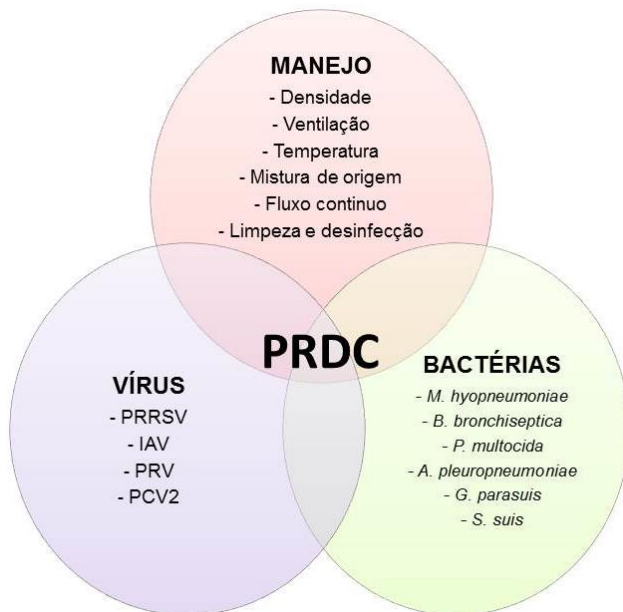 MANEJO
- Densidade
- Ventilação
- Temperatura
- Mistura de origem
- Fluxo continuo
- Limpeza e desinfecção
PRDC
VÍRUS
- PRRSV
- IAV
- PRV
- PCV2
BACTÉRIAS
- M. hyopneumoniae
- B. bronchiseptica
- P. multocida
- A. pleuropneumoniae
- G. parasuis
- S. suis